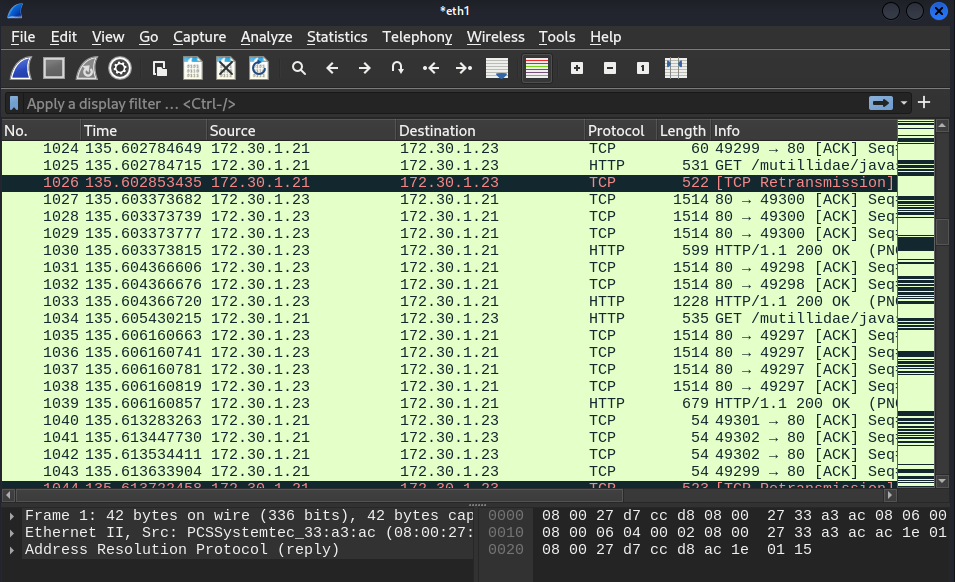 *eth1
File Edit View Go Capture Analyze Statistics Telephony Wireless Tools Help
Apply a display filter ... <Ctrl-/>
No. Time Source Destination Protocol Length Info
1024 135.602784649 172.30.1.21 172.30.1.23 TCP 60 49299 → 80 [ACK] Seq=
1025 135.602784715 172.30.1.21 172.30.1.23 HTTP 531 GET /mutillidae/java
1026 135.602853435 172.30.1.21 172.30.1.23 TCP 522 [TCP Retransmission]
1027 135.603373682 172.30.1.23 172.30.1.21 TCP 1514 80 → 49300 [ACK] Seq=
1028 135.603373739 172.30.1.23 172.30.1.21 TCP 1514 80 → 49300 [ACK] Seq=
1029 135.603373777 172.30.1.23 172.30.1.21 TCP 1514 80 → 49300 [ACK] Seq=
1030 135.603373815 172.30.1.23 172.30.1.21 HTTP 599 HTTP/1.1 200 OK (PN
1031 135.604366606 172.30.1.23 172.30.1.21 TCP 1514 80 → 49298 [ACK] Seq=
1032 135.604366676 172.30.1.23 172.30.1.21 TCP 1514 80 → 49298 [ACK] Seq=
1033 135.604366720 172.30.1.23 172.30.1.21 HTTP 1228 HTTP/1.1 200 OK (PN
1034 135.605430215 172.30.1.21 172.30.1.23 HTTP 535 GET /mutillidae/java
1035 135.606160663 172.30.1.23 172.30.1.21 TCP 1514 80 → 49297 [ACK] Seq=
1036 135.606160741 172.30.1.23 172.30.1.21 TCP 1514 80 → 49297 [ACK] Seq=
1037 135.606160781 172.30.1.23 172.30.1.21 TCP 1514 80 → 49297 [ACK] Seq=
1038 135.606160819 172.30.1.23 172.30.1.21 TCP 1514 80 → 49297 [ACK] Seq=
1039 135.606160857 172.30.1.23 172.30.1.21 HTTP 679 HTTP/1.1 200 OK (PN
1040 135.613283263 172.30.1.21 172.30.1.23 TCP 54 49301 → 80 [ACK] Seq=
1041 135.613447730 172.30.1.21 172.30.1.23 TCP 54 49302 → 80 [ACK] Seq=
1042 135.613534411 172.30.1.21 172.30.1.23 TCP 54 49302 → 80 [ACK] Seq=
1043 135.613633904 172.30.1.21 172.30.1.23 TCP 54 49299 → 80 [ACK] Seq=
1044 135.613722458 172.30.1.21 172.30.1.23 TCP 523 [TCP Retransmission]
Frame 1: 42 bytes on wire (336 bits), 42 bytes cap
Ethernet II, Src: PCSSystemtec_33:a3:ac (08:00:27:
Address Resolution Protocol (reply)
0000 08 00 27 d7 cc d8 08 00 27 33 a3 ac 08 06 00
0010 08 00 06 04 00 02 08 00 27 33 a3 ac ac 1e 01
0020 08 00 27 d7 cc d8 ac 1e 01 15